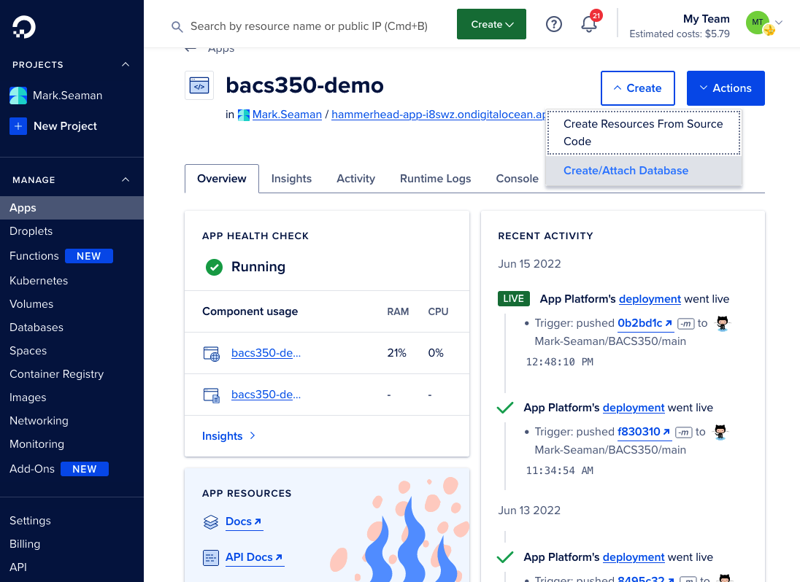 Search by resource name or public IP (Cmd+B)
Create
21
My Team
Estimated costs: $5.79
MT
PROJECTS
Mark.Seaman
+ New Project
MANAGE
Apps
Droplets
Functions NEW
Kubernetes
Volumes
Databases
Spaces
Container Registry
Images
Networking
Monitoring
Add-Ons NEW
Settings
Billing
API
← Apps
bacs350-demo
in Mark.Seaman / hammerhead-app-i8swz.ondigitalocean.ap
Create
Actions
Create Resources From Source
Code
Create/Attach Database
Overview Insights Activity Runtime Logs Console
APP HEALTH CHECK
Running
Component usage RAM CPU
bacs350-de... 21% 0%
bacs350-de... - -
Insights >
APP RESOURCES
Docs ↗
API Docs ↗
RECENT ACTIVITY
Jun 15 2022
LIVE App Platform's deployment went live
• Trigger: pushed 0b2bd1c ↗ -m to
Mark-Seaman/BACS350/main
12:48:10 PM
App Platform's deployment went live
• Trigger: pushed f830310 ↗ -m to
Mark-Seaman/BACS350/main
11:34:54 AM
Jun 13 2022
App Platform's deployment went live
• Trigger: pushed 8495c32 ↗ -m to